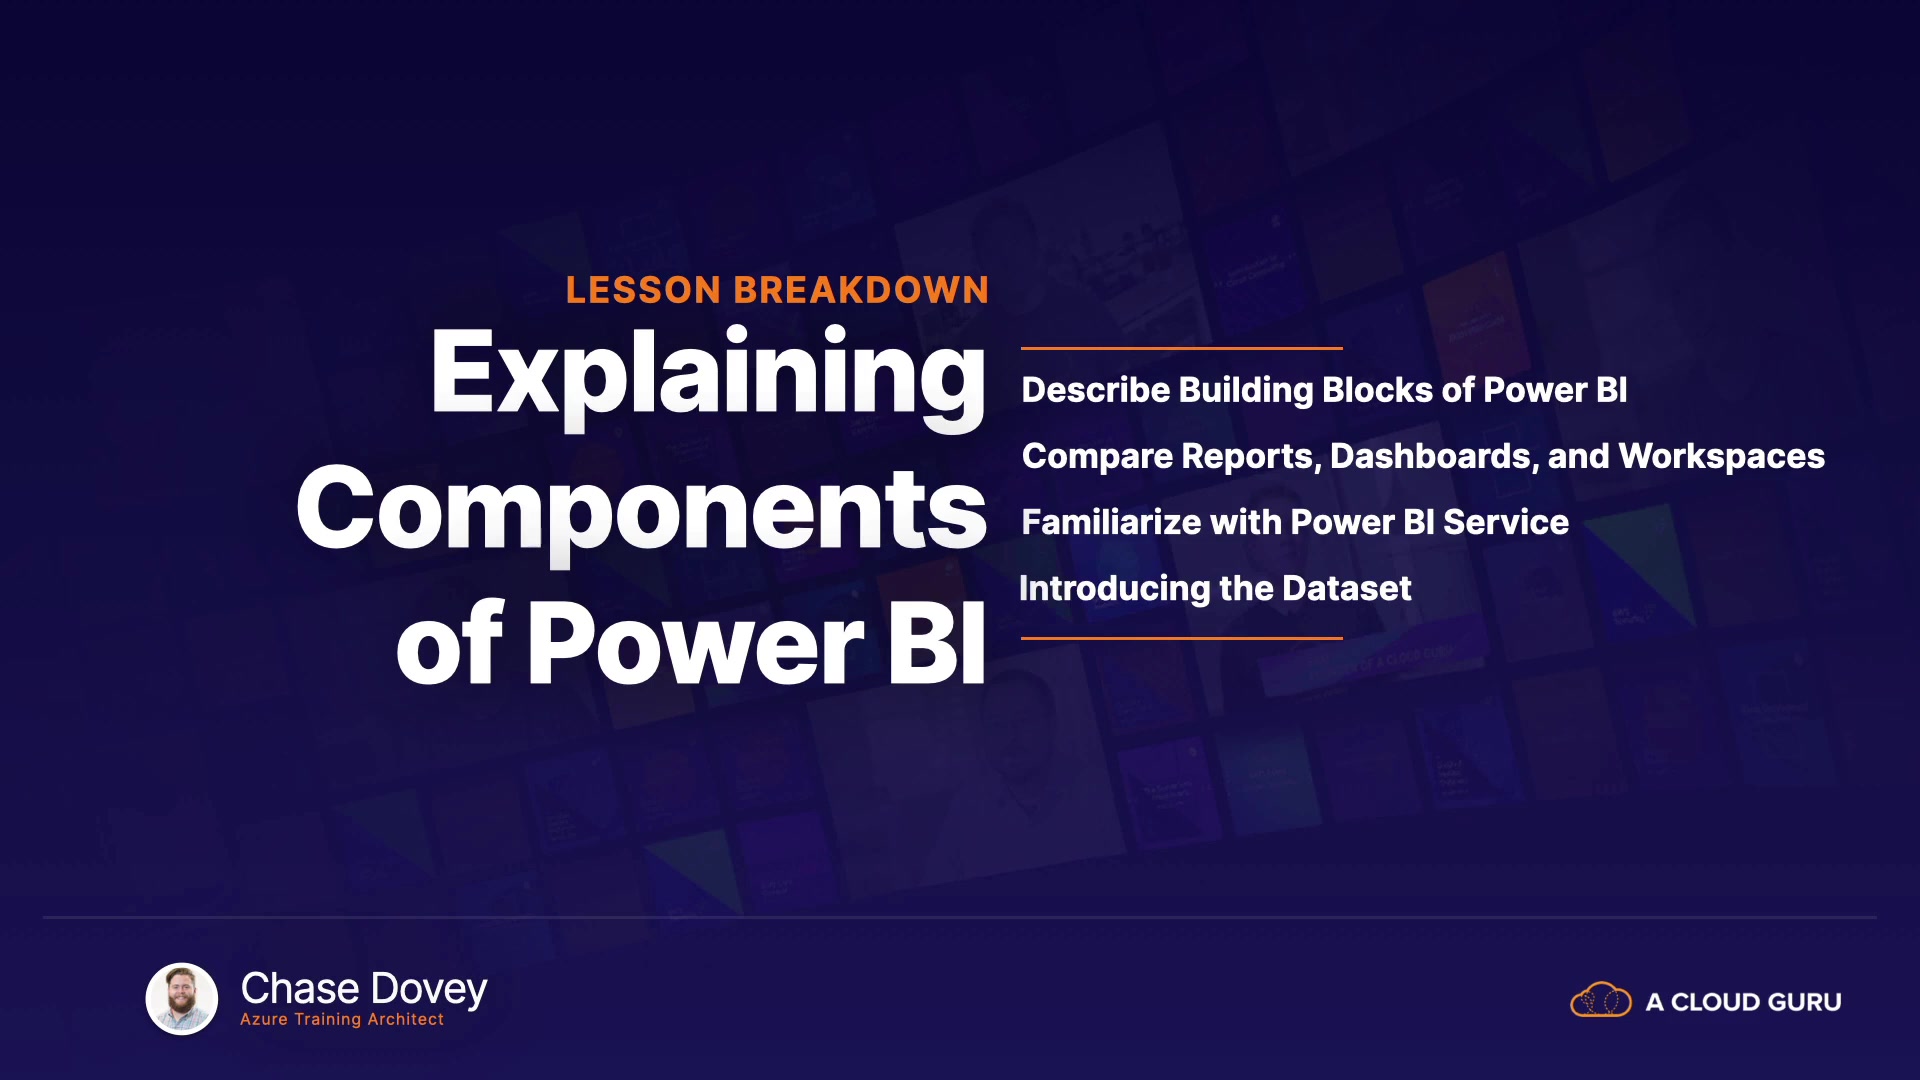 LESSON BREAKDOWN
Explaining
Components
of Power BI
Describe Building Blocks of Power BI
Compare Reports, Dashboards, and Workspaces
Familiarize with Power BI Service
Introducing the Dataset
Chase Dovey
Azure Training Architect
A CLOUD GURU